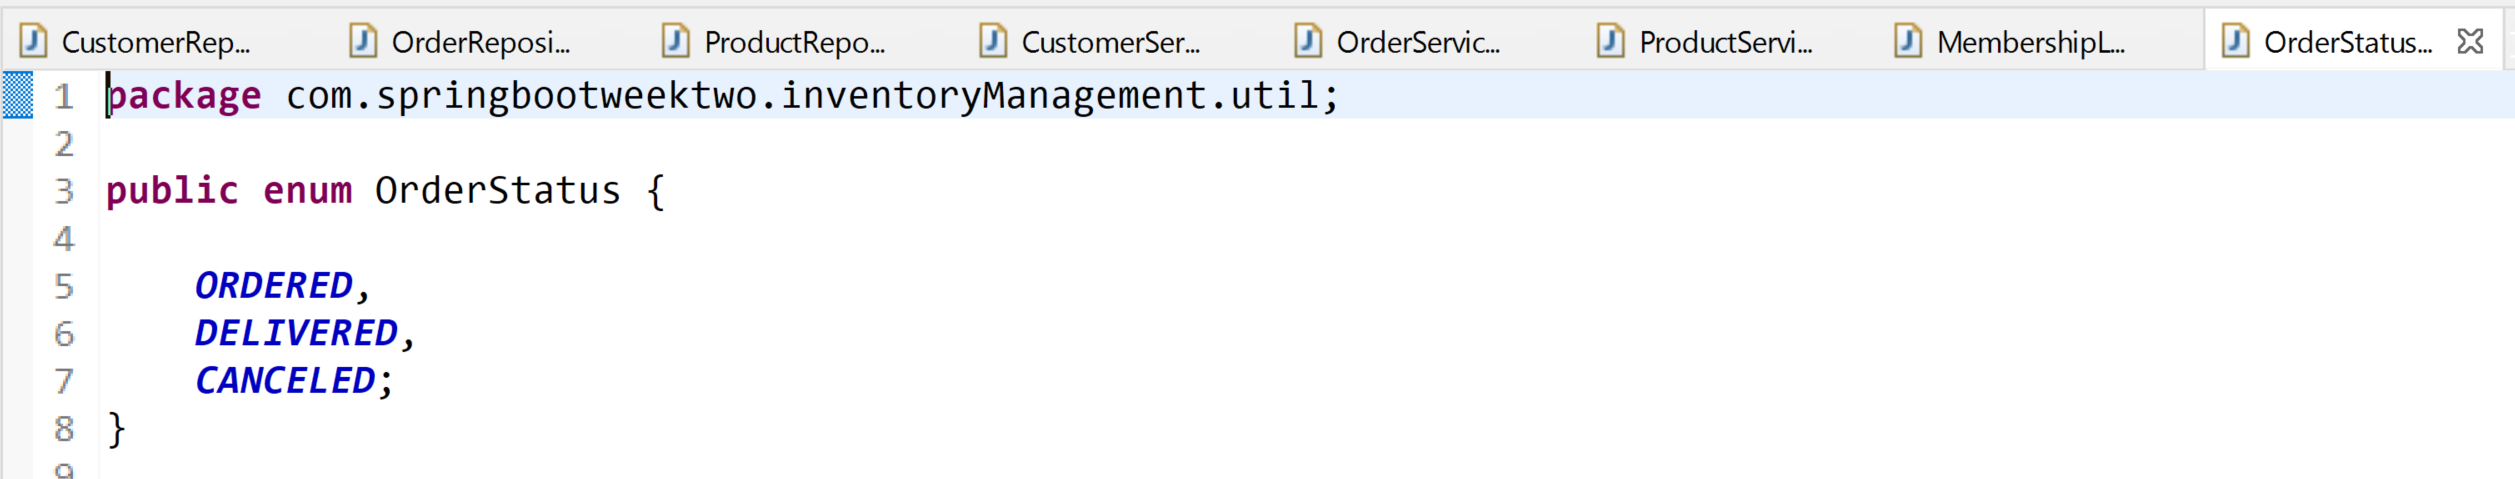 CustomerRep... OrderReposi... ProductRepo... CustomerSer... OrderServic... ProductServi... MembershipL... OrderStatus...
1 package com.springbootweektwo.inventoryManagement.util;
2
3 public enum OrderStatus {
4
5 ORDERED,
6 DELIVERED,
7 CANCELED;
8 }
9